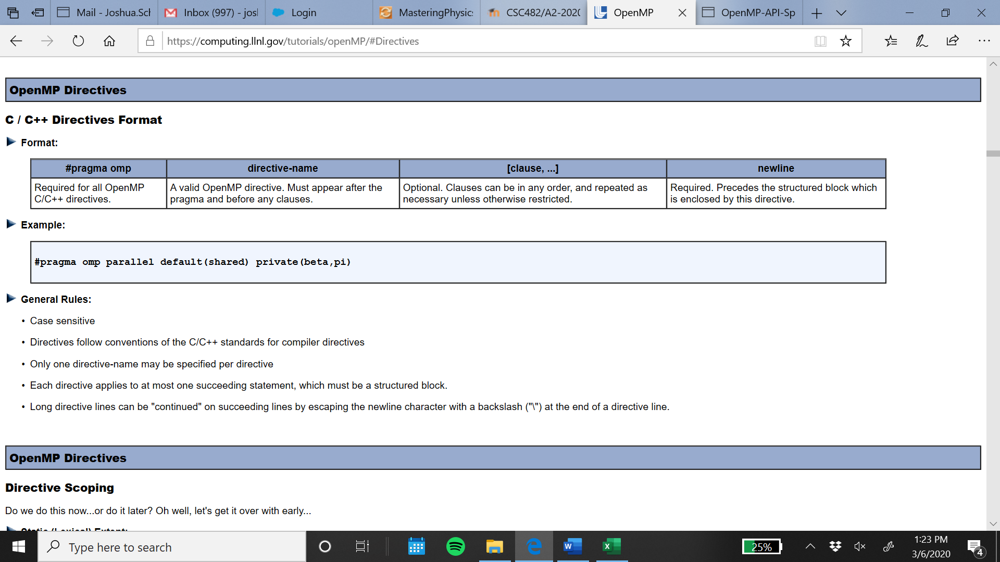 Mail - Joshua.Sch
Inbox (997) - josl
Login
MasteringPhysics
CSC482/A2-2020
OpenMP
OpenMP-API-Sp
https://computing.llnl.gov/tutorials/openMP/#Directives
OpenMP Directives
C / C++ Directives Format
Format:
#pragma omp directive-name [clause, ...] newline
Required for all OpenMP C/C++ directives.
A valid OpenMP directive. Must appear after the pragma and before any clauses.
Optional. Clauses can be in any order, and repeated as necessary unless otherwise restricted.
Required. Precedes the structured block which is enclosed by this directive.
Example:
#pragma omp parallel default(shared) private(beta,pi)
General Rules:
• Case sensitive
• Directives follow conventions of the C/C++ standards for compiler directives
• Only one directive-name may be specified per directive
• Each directive applies to at most one succeeding statement, which must be a structured block.
• Long directive lines can be "continued" on succeeding lines by escaping the newline character with a backslash ("\") at the end of a directive line.
OpenMP Directives
Directive Scoping
Do we do this now...or do it later? Oh well, let's get it over with early...
Static (Lexical) Extent:
Type here to search
25%
1:23 PM
3/6/2020
4